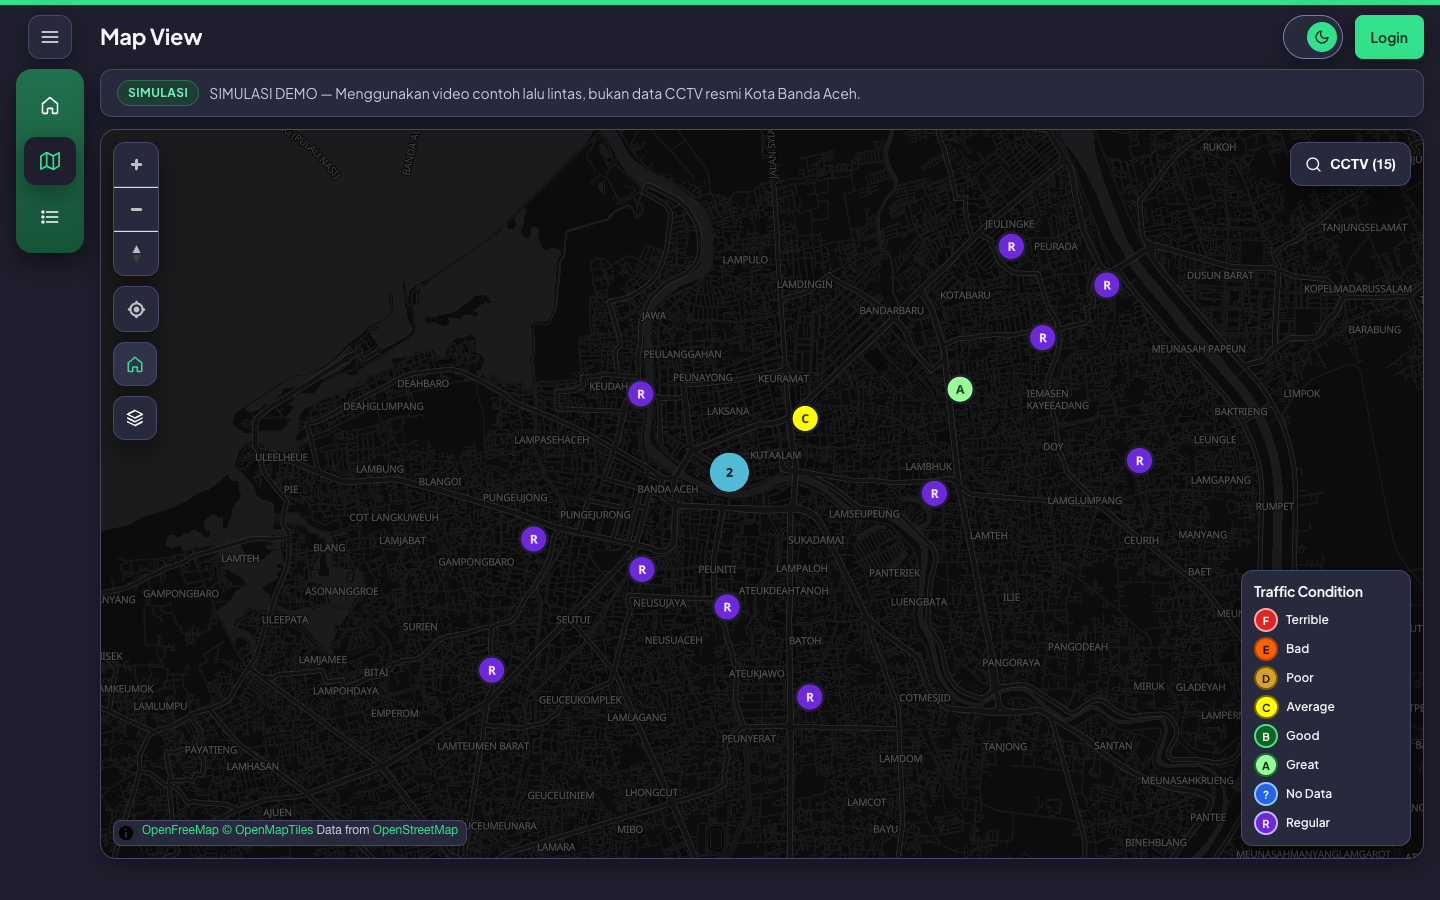 Map View
Login
SIMULASI
SIMULASI DEMO — Menggunakan video contoh lalu lintas, bukan data CCTV resmi Kota Banda Aceh.
CCTV (15)
(PULAU NASI)
RUKOH
JEULINGKE
R
PEURADA
TANJUNGSELAMAT
LAMPULO
LAMDINGIN
R
DUSUN BARAT
KOPELMADARUSSALAM
KOTABARU
BANDARBARU
JAWA
BARABUNG
R
MEUNASAH PAPEUN
PEULANGGAHAN
PEUNAYONG
KEURAMAT
DEAHBARO
KEUDAH
R
A
IEMASEN
KAYEEADANG
LIMPOK
DEAHGLUMPANG
LAKSANA
C
BAKTRIENG
LAMPASEHACEH
LEUNGLE
DOY
KUTAALAM
ULEELHEUE
R
LAMBUNG
2
LAMBHUK
BLANGOI
LAMGAPANG
PIE
BANDA ACEH
R
PUNGEUJONG
LAMGLUMPANG
RUMPET
COT LANGKUWEUH
PUNGEJURONG
LAMSEUPEUNG
LAMJABAT
R
SUKADAMAI
LAMTEH
CEURIH
MANYANG
BLANG
LAMTEH
GAMPONGBARO
R
PEUNITI
LAMPALOH
PANTERIEK
BAET
ASONANGGROE
GAMPONGBARO
ATEUKDEAHTANOH
NEUSUJAYA
R
LUENGBATA
ILIE
ULEEPATA
SURIEN
SEUTUI
NEUSUACEH
BATOH
PANGODEAH
LAMJAMEE
BITAI
R
ATEUKJAWO
PANGORAYA
LAMPOHDAYA
LAMLUMPU
EMPEROM
GEUCEUKOMPLEK
R
COTMESJID
MIRUK
GLADEYAH
LAMLAGANG
PAYATIENG
LAMTEUMEN BARAT
PEUNYERAT
TANJONG
SANTAN
LAMHASAN
LAMDOM
MEUNASAHKRUENG
GEUCEUINIEM
LHONGCUT
LAMCOT
AJUEN
MIBO
BAYU
PANTEE
LAMARA
BINEHBLANG
MEUNASAHMANYANGLAMGAROT
Traffic Condition
F Terrible
E Bad
D Poor
C Average
B Good
A Great
? No Data
R Regular
OpenFreeMap © OpenMapTiles Data from OpenStreetMap